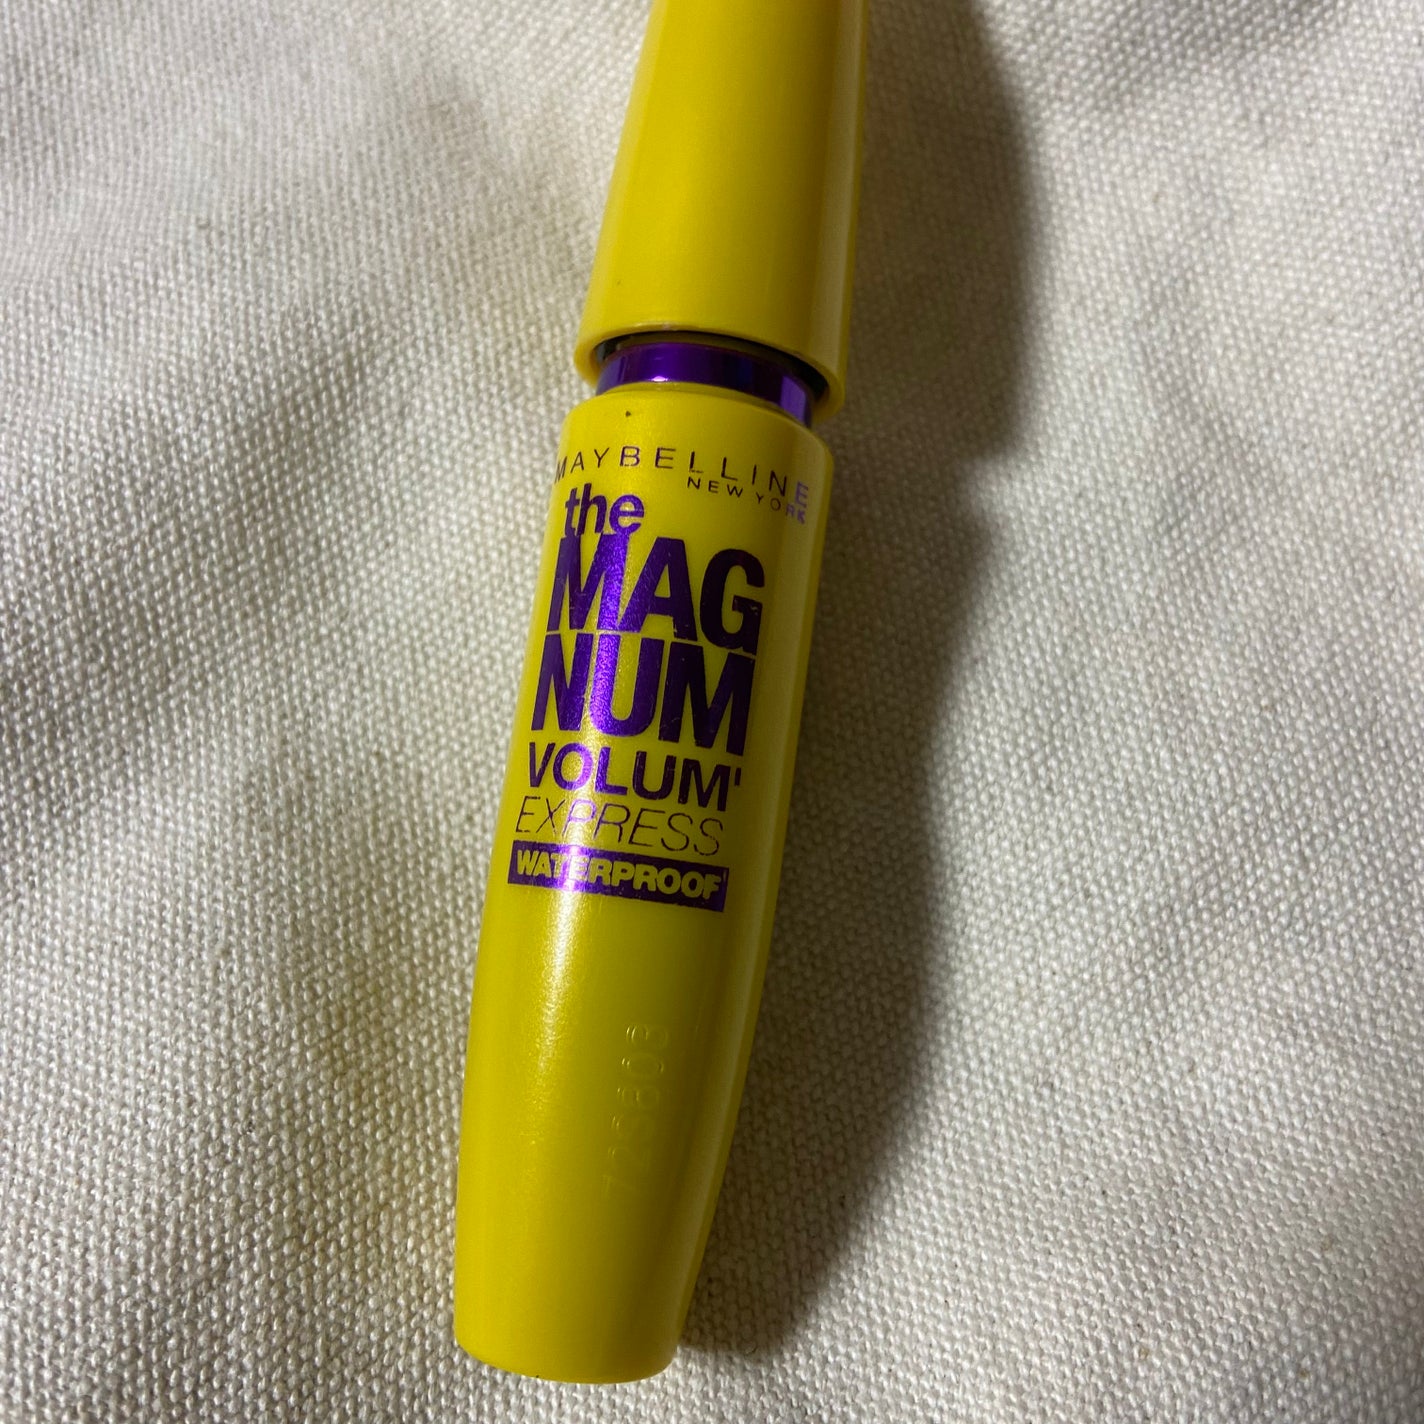 MAYBELLINE
NEW YORK
the
MAG
NUM
VOLUM'
EXPRESS
WATERPROOF